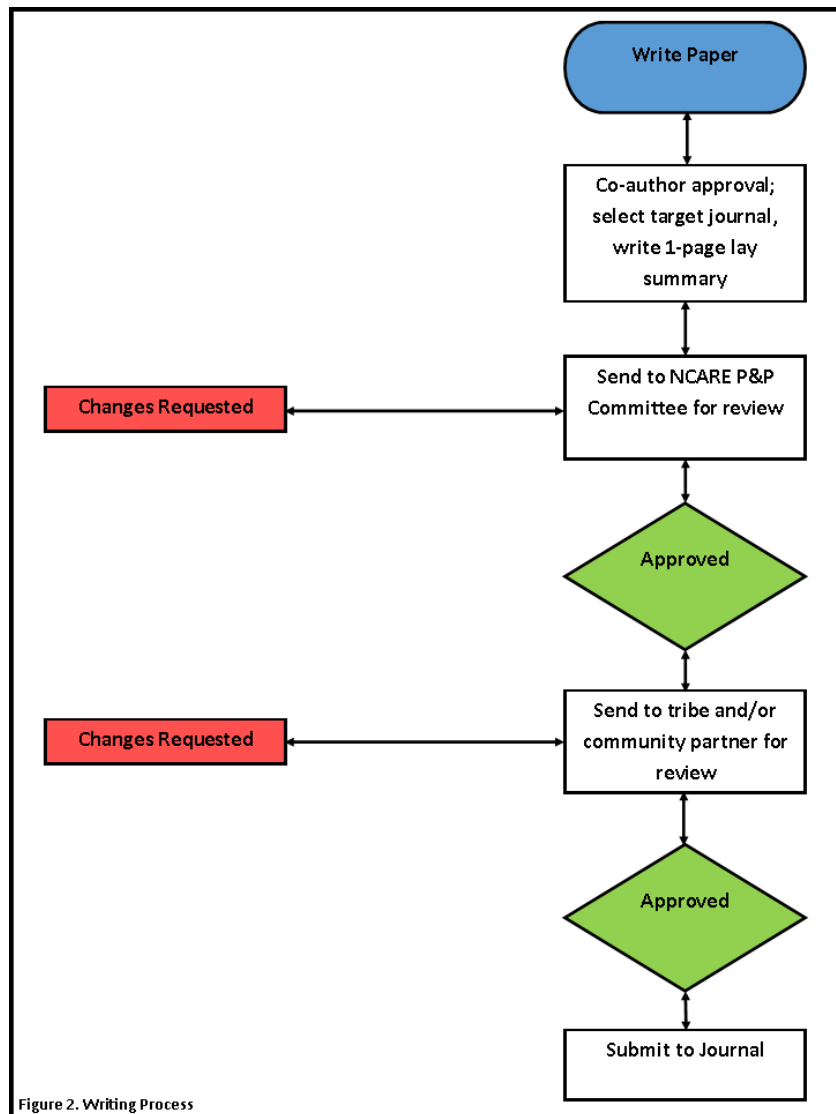 Write Paper
Co-author approval;
select target journal,
write 1-page lay
summary
Changes Requested
Send to NCARE P&P
Committee for review
Approved
Changes Requested
Send to tribe and/or
community partner for
review
Approved
Submit to Journal
Figure 2. Writing Process